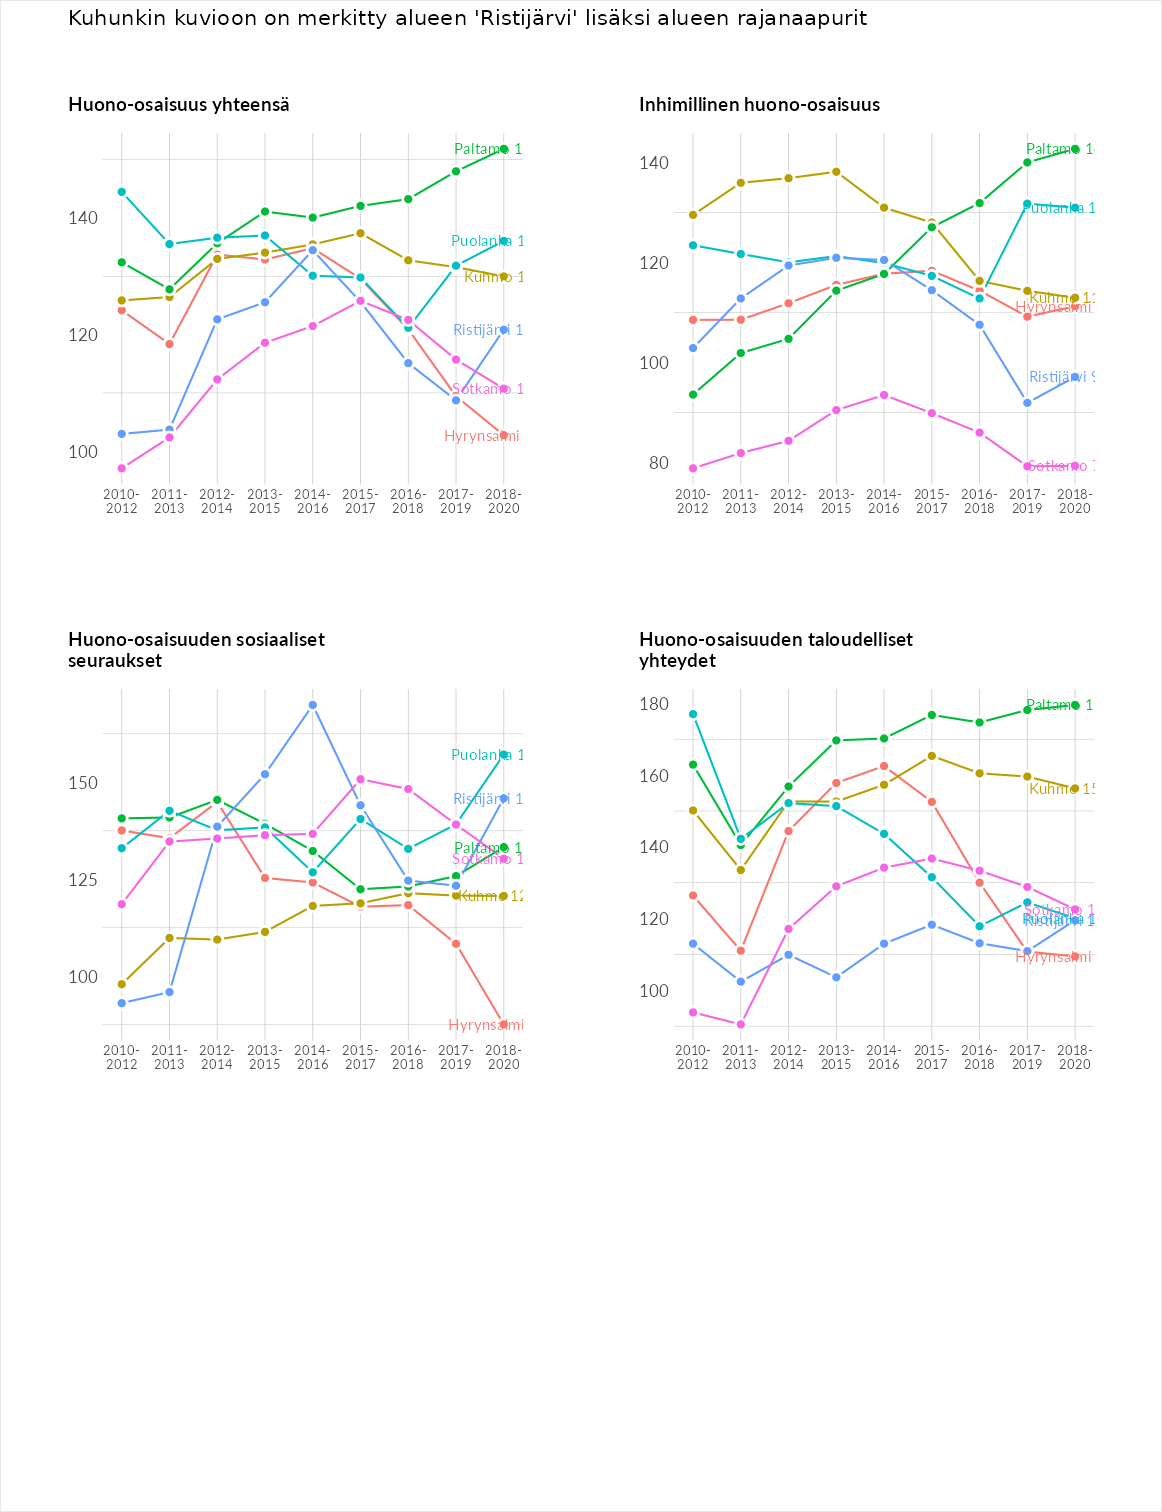 Kuhunkin kuvioon on merkitty alueen 'Ristijärvi' lisäksi alueen rajanaapurit
Huono-osaisuus yhteensä
140
120
100
Paltamo 1
Puolanka 1
Kuhmo 1
Ristijärvi 1
Sotkamo 1
Hyrynsalmi
2010-
2012
2011-
2013
2012-
2014
2013-
2015
2014-
2016
2015-
2017
2016-
2018
2017-
2019
2018-
2020
Inhimillinen huono-osaisuus
140
120
100
80
Paltamo 14
Puolanka 1
Kuhmo 11
Hyrynsalmi
Ristijärvi 9
Sotkamo 7
2010-
2012
2011-
2013
2012-
2014
2013-
2015
2014-
2016
2015-
2017
2016-
2018
2017-
2019
2018-
2020
Huono-osaisuuden sosiaaliset
seuraukset
150
125
100
Puolanka 1
Ristijärvi 1
Paltamo 1
Sotkamo 1
Kuhmo 12
Hyrynsalmi
2010-
2012
2011-
2013
2012-
2014
2013-
2015
2014-
2016
2015-
2017
2016-
2018
2017-
2019
2018-
2020
Huono-osaisuuden taloudelliset
yhteydet
180
160
140
120
100
Paltamo 1
Kuhmo 15
Sotkamo 1
Puolanka 1
Ristijärvi 1
Hyrynsalmi
2010-
2012
2011-
2013
2012-
2014
2013-
2015
2014-
2016
2015-
2017
2016-
2018
2017-
2019
2018-
2020